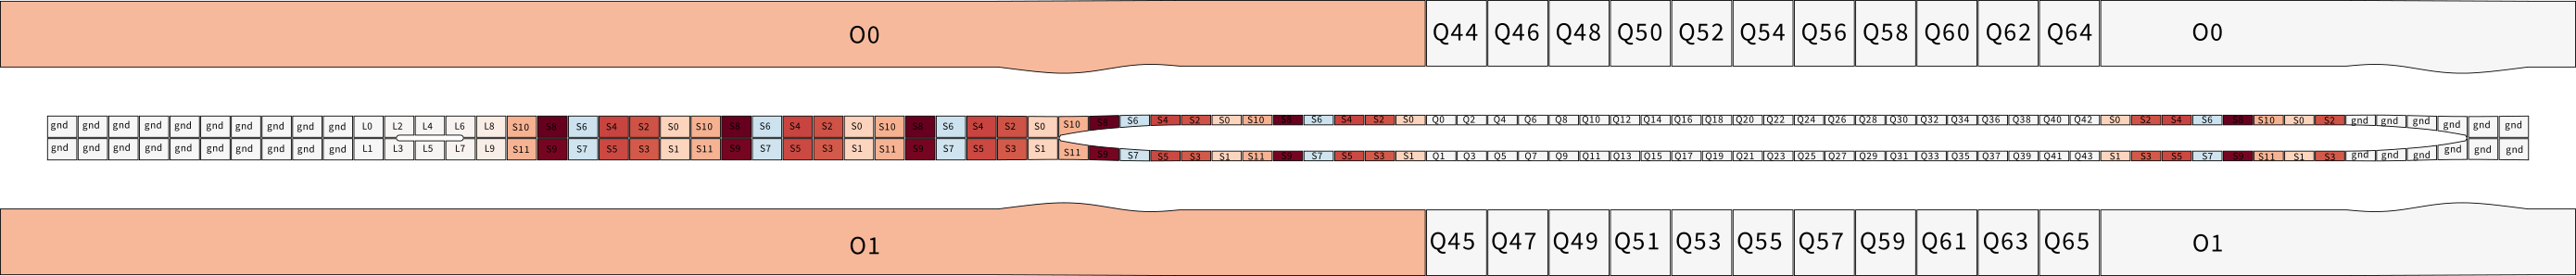 O0 Q44 Q46 Q48 Q50 Q52 Q54 Q56 Q58 Q60 Q62 Q64 O0
gnd gnd gnd gnd gnd gnd gnd gnd gnd gnd L0 L2 L4 L6 L8 S10 S8 S6 S4 S2 S0 S10 S8 S6 S4 S2 S0 S10 S8 S6 S4 S2 S0 S10 S8 S6 S4 S2 S0 S10 S8 S6 S4 S2 S0 Q0 Q2 Q4 Q6 Q8 Q10 Q12 Q14 Q16 Q18 Q20 Q22 Q24 Q26 Q28 Q30 Q32 Q34 Q36 Q38 Q40 Q42 S0 S2 S4 S6 S8 S10 S0 S2 gnd gnd gnd gnd gnd gnd
gnd gnd gnd gnd gnd gnd gnd gnd gnd gnd L1 L3 L5 L7 L9 S11 S9 S7 S5 S3 S1 S11 S9 S7 S5 S3 S1 S11 S9 S7 S5 S3 S1 S11 S9 S7 S5 S3 S1 S11 S9 S7 S5 S3 S1 Q1 Q3 Q5 Q7 Q9 Q11 Q13 Q15 Q17 Q19 Q21 Q23 Q25 Q27 Q29 Q31 Q33 Q35 Q37 Q39 Q41 Q43 S1 S3 S5 S7 S9 S11 S1 S3 gnd gnd gnd gnd gnd gnd
O1 Q45 Q47 Q49 Q51 Q53 Q55 Q57 Q59 Q61 Q63 Q65 O1